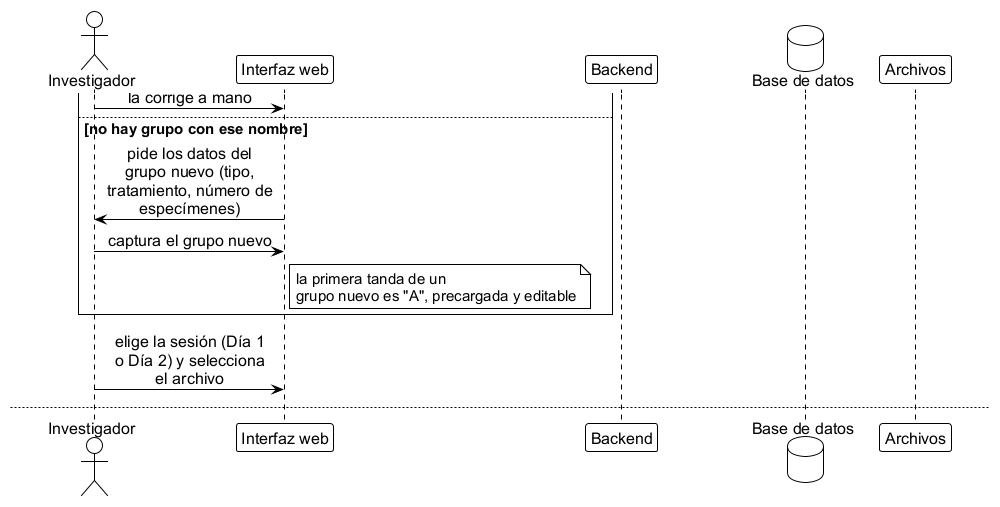 Investigador
Interfaz web
Backend
Base de datos
Archivos
la corrige a mano
[no hay grupo con ese nombre]
pide los datos del
grupo nuevo (tipo,
tratamiento, número de
especímenes)
captura el grupo nuevo
la primera tanda de un
grupo nuevo es "A", precargada y editable
elige la sesión (Día 1
o Día 2) y selecciona
el archivo
Investigador
Interfaz web
Backend
Base de datos
Archivos